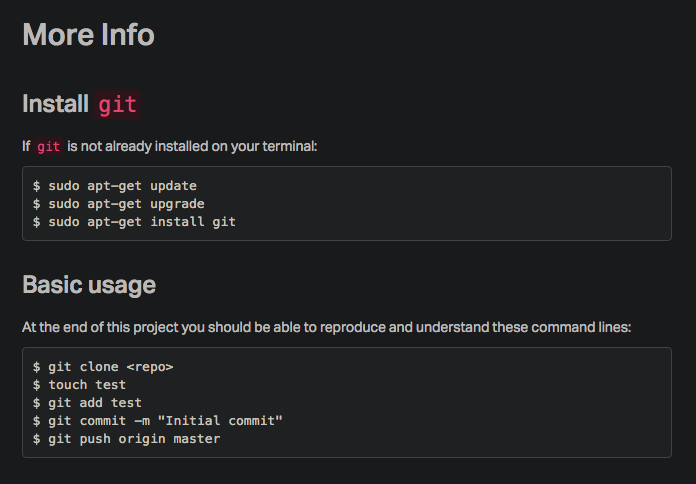 More Info
Install git
If git is not already installed on your terminal:
$ sudo apt-get update
$ sudo apt-get upgrade
$ sudo apt-get install git
Basic usage
At the end of this project you should be able to reproduce and understand these command lines:
$ git clone <repo>
$ touch test
$ git add test
$ git commit -m "Initial commit"
$ git push origin master